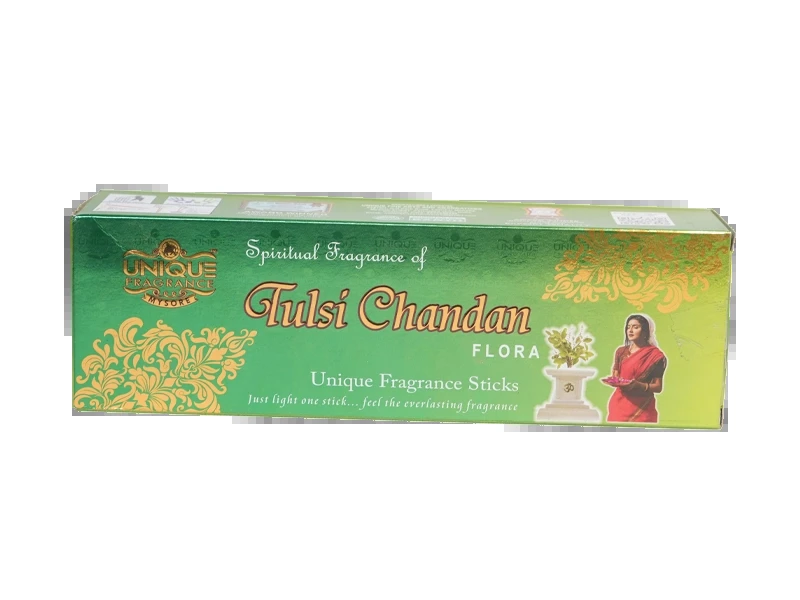 UNIQUE
FRAGRANCE
MYSORE
Spiritual Fragrance of
Tulsi Chandan
FLORA
Unique Fragrance Sticks
Just light one stick... feel the everlasting fragrance
ॐ